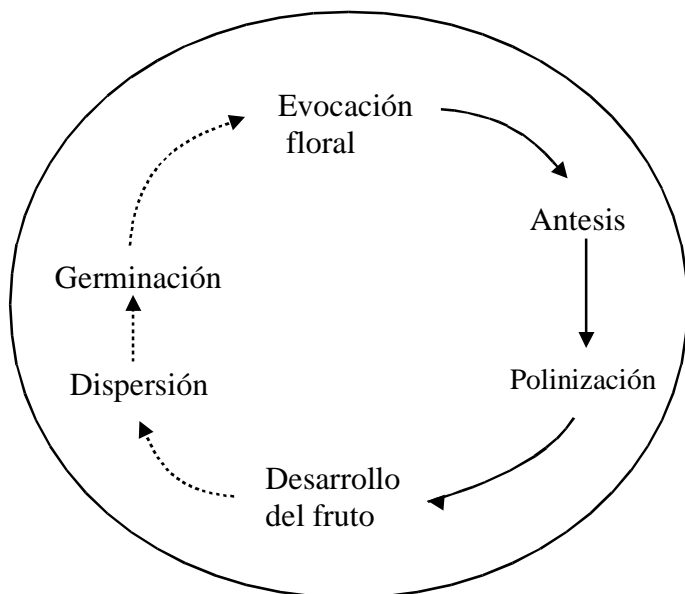 Evocación
floral
Antesis
Polinización
Desarrollo
del fruto
Dispersión
Germinación